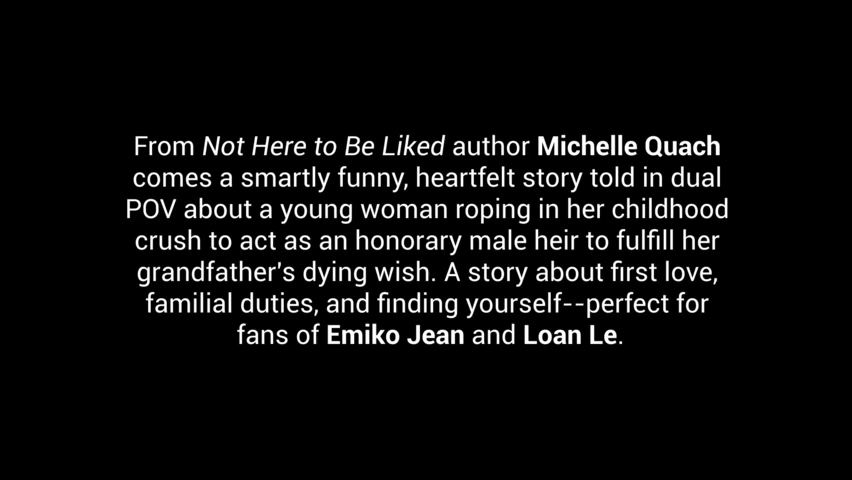 From Not Here to Be Liked author Michelle Quach
comes a smartly funny, heartfelt story told in dual
POV about a young woman roping in her childhood
crush to act as an honorary male heir to fulfill her
grandfather's dying wish. A story about first love,
familial duties, and finding yourself--perfect for
fans of Emiko Jean and Loan Le.